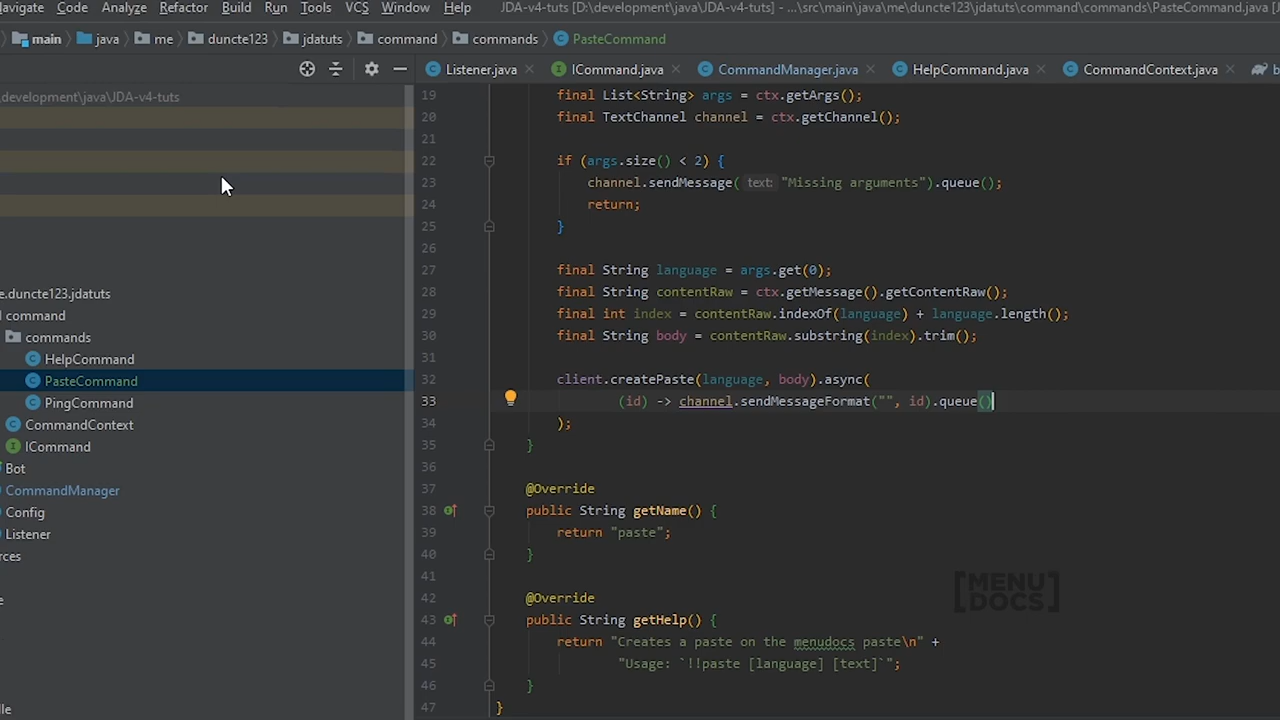 Navigate Code Analyze Refactor Build Run Tools VCS Window Help JDA-v4-tuts [D:\development\java\JDA-v4-tuts] - ...\src\main\java\me\duncte123\jdatuts\command\commands\PasteCommand.java [J
main java me duncte123 jdatuts command commands PasteCommand
Listener.java ICommand.java CommandManager.java HelpCommand.java CommandContext.java b
development\java\JDA-v4-tuts
e.duncte123.jdatuts
command
commands
HelpCommand
PasteCommand
PingCommand
CommandContext
ICommand
Bot
CommandManager
Config
Listener
rces
e
lle
19 final List<String> args = ctx.getArgs();
20 final TextChannel channel = ctx.getChannel();
21
22 if (args.size() < 2) {
23 channel.sendMessage( text: "Missing arguments").queue();
24 return;
25 }
26
27 final String language = args.get(0);
28 final String contentRaw = ctx.getMessage().getContentRaw();
29 final int index = contentRaw.indexOf(language) + language.length();
30 final String body = contentRaw.substring(index).trim();
31
32 client.createPaste(language, body).async(
33 (id) -> channel.sendMessageFormat("", id).queue()
34 );
35 }
36
37 @Override
38 public String getName() {
39 return "paste";
40 }
41
42 @Override
43 public String getHelp() {
44 return "Creates a paste on the menudocs paste\n" +
45 "Usage: `!!paste [language] [text]`";
46 }
47 }
[MENU
DOCS]